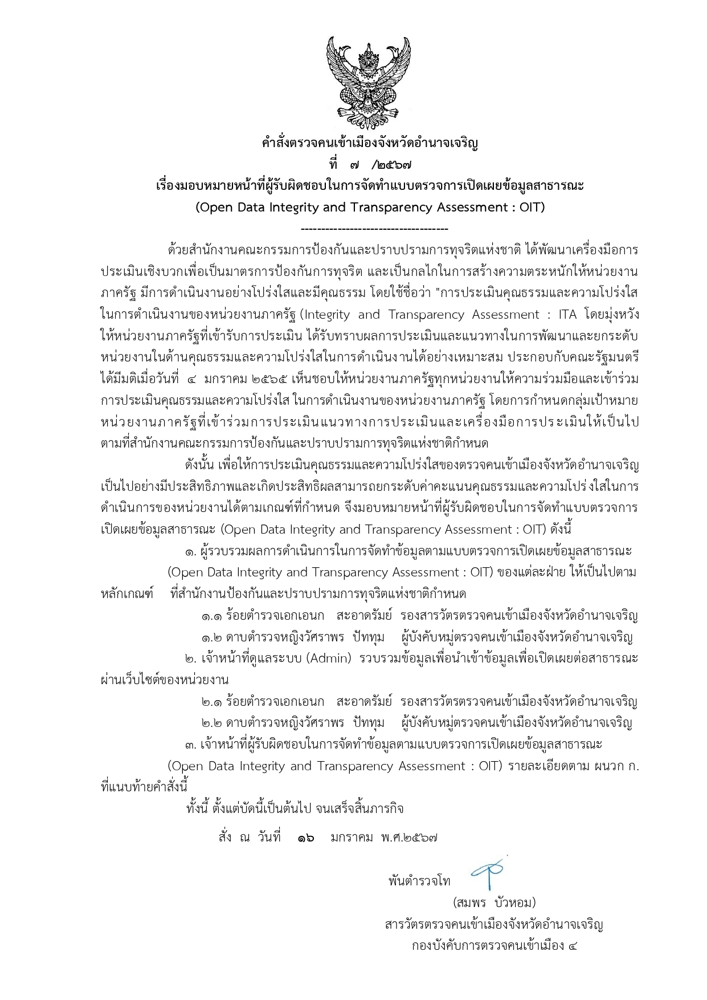 คำสั่งตรวจคนเข้าเมืองจังหวัดอำนาจเจริญ
ที่ ๗ /๒๕๖๗
เรื่องมอบหมายหน้าที่ผู้รับผิดชอบในการจัดทำแบบตรวจการเปิดเผยข้อมูลสาธารณะ
(Open Data Integrity and Transparency Assessment : OIT)
------------------------------------
ด้วยสำนักงานคณะกรรมการป้องกันและปราบปรามการทุจริตแห่งชาติ ได้พัฒนาเครื่องมือการ
ประเมินเชิงบวกเพื่อเป็นมาตรการป้องกันการทุจริต และเป็นกลไกในการสร้างความตระหนักให้หน่วยงาน
ภาครัฐ มีการดำเนินงานอย่างโปร่งใสและมีคุณธรรม โดยใช้ชื่อว่า "การประเมินคุณธรรมและความโปร่งใส
ในการดำเนินงานของหน่วยงานภาครัฐ (Integrity and Transparency Assessment : ITA โดยมุ่งหวัง
ให้หน่วยงานภาครัฐที่เข้ารับการประเมิน ได้รับทราบผลการประเมินและแนวทางในการพัฒนาและยกระดับ
หน่วยงานในด้านคุณธรรมและความโปร่งใสในการดำเนินงานได้อย่างเหมาะสม ประกอบกับคณะรัฐมนตรี
ได้มีมติเมื่อวันที่ ๔ มกราคม ๒๕๖๕ เห็นชอบให้หน่วยงานภาครัฐทุกหน่วยงานให้ความร่วมมือและเข้าร่วม
การประเมินคุณธรรมและความโปร่งใส ในการดำเนินงานของหน่วยงานภาครัฐ โดยการกำหนดกลุ่มเป้าหมาย
หน่วยงานภาครัฐที่เข้าร่วมการประเมินแนวทางการประเมินและเครื่องมือการประเมินให้เป็นไป
ตามที่สำนักงานคณะกรรมการป้องกันและปราบปรามการทุจริตแห่งชาติกำหนด
ดังนั้น เพื่อให้การประเมินคุณธรรมและความโปร่งใสของตรวจคนเข้าเมืองจังหวัดอำนาจเจริญ
เป็นไปอย่างมีประสิทธิภาพและเกิดประสิทธิผลสามารถยกระดับค่าคะแนนคุณธรรมและความโปร่งใสในการ
ดำเนินการของหน่วยงานได้ตามเกณฑ์ที่กำหนด จึงมอบหมายหน้าที่ผู้รับผิดชอบในการจัดทำแบบตรวจการ
เปิดเผยข้อมูลสาธารณะ (Open Data Integrity and Transparency Assessment : OIT) ดังนี้
๑. ผู้รวบรวมผลการดำเนินการในการจัดทำข้อมูลตามแบบตรวจการเปิดเผยข้อมูลสาธารณะ
(Open Data Integrity and Transparency Assessment : OIT) ของแต่ละฝ่าย ให้เป็นไปตาม
หลักเกณฑ์ ที่สำนักงานป้องกันและปราบปรามการทุจริตแห่งชาติกำหนด
๑.๑ ร้อยตำรวจเอกเอนก สะอาดรัมย์ รองสารวัตรตรวจคนเข้าเมืองจังหวัดอำนาจเจริญ
๑.๒ ดาบตำรวจหญิงวัศราพร ปัททุม ผู้บังคับหมู่ตรวจคนเข้าเมืองจังหวัดอำนาจเจริญ
๒. เจ้าหน้าที่ดูแลระบบ (Admin) รวบรวมข้อมูลเพื่อนำเข้าข้อมูลเพื่อเปิดเผยต่อสาธารณะ
ผ่านเว็บไซต์ของหน่วยงาน
๒.๑ ร้อยตำรวจเอกเอนก สะอาดรัมย์ รองสารวัตรตรวจคนเข้าเมืองจังหวัดอำนาจเจริญ
๒.๒ ดาบตำรวจหญิงวัศราพร ปัททุม ผู้บังคับหมู่ตรวจคนเข้าเมืองจังหวัดอำนาจเจริญ
๓. เจ้าหน้าที่ผู้รับผิดชอบในการจัดทำข้อมูลตามแบบตรวจการเปิดเผยข้อมูลสาธารณะ
(Open Data Integrity and Transparency Assessment : OIT) รายละเอียดตาม ผนวก ก.
ที่แนบท้ายคำสั่งนี้
ทั้งนี้ ตั้งแต่บัดนี้เป็นต้นไป จนเสร็จสิ้นภารกิจ
สั่ง ณ วันที่ ๑๖ มกราคม พ.ศ.๒๕๖๗
พันตำรวจโท
(สมพร บัวหอม)
สารวัตรตรวจคนเข้าเมืองจังหวัดอำนาจเจริญ
กองบังคับการตรวจคนเข้าเมือง ๔